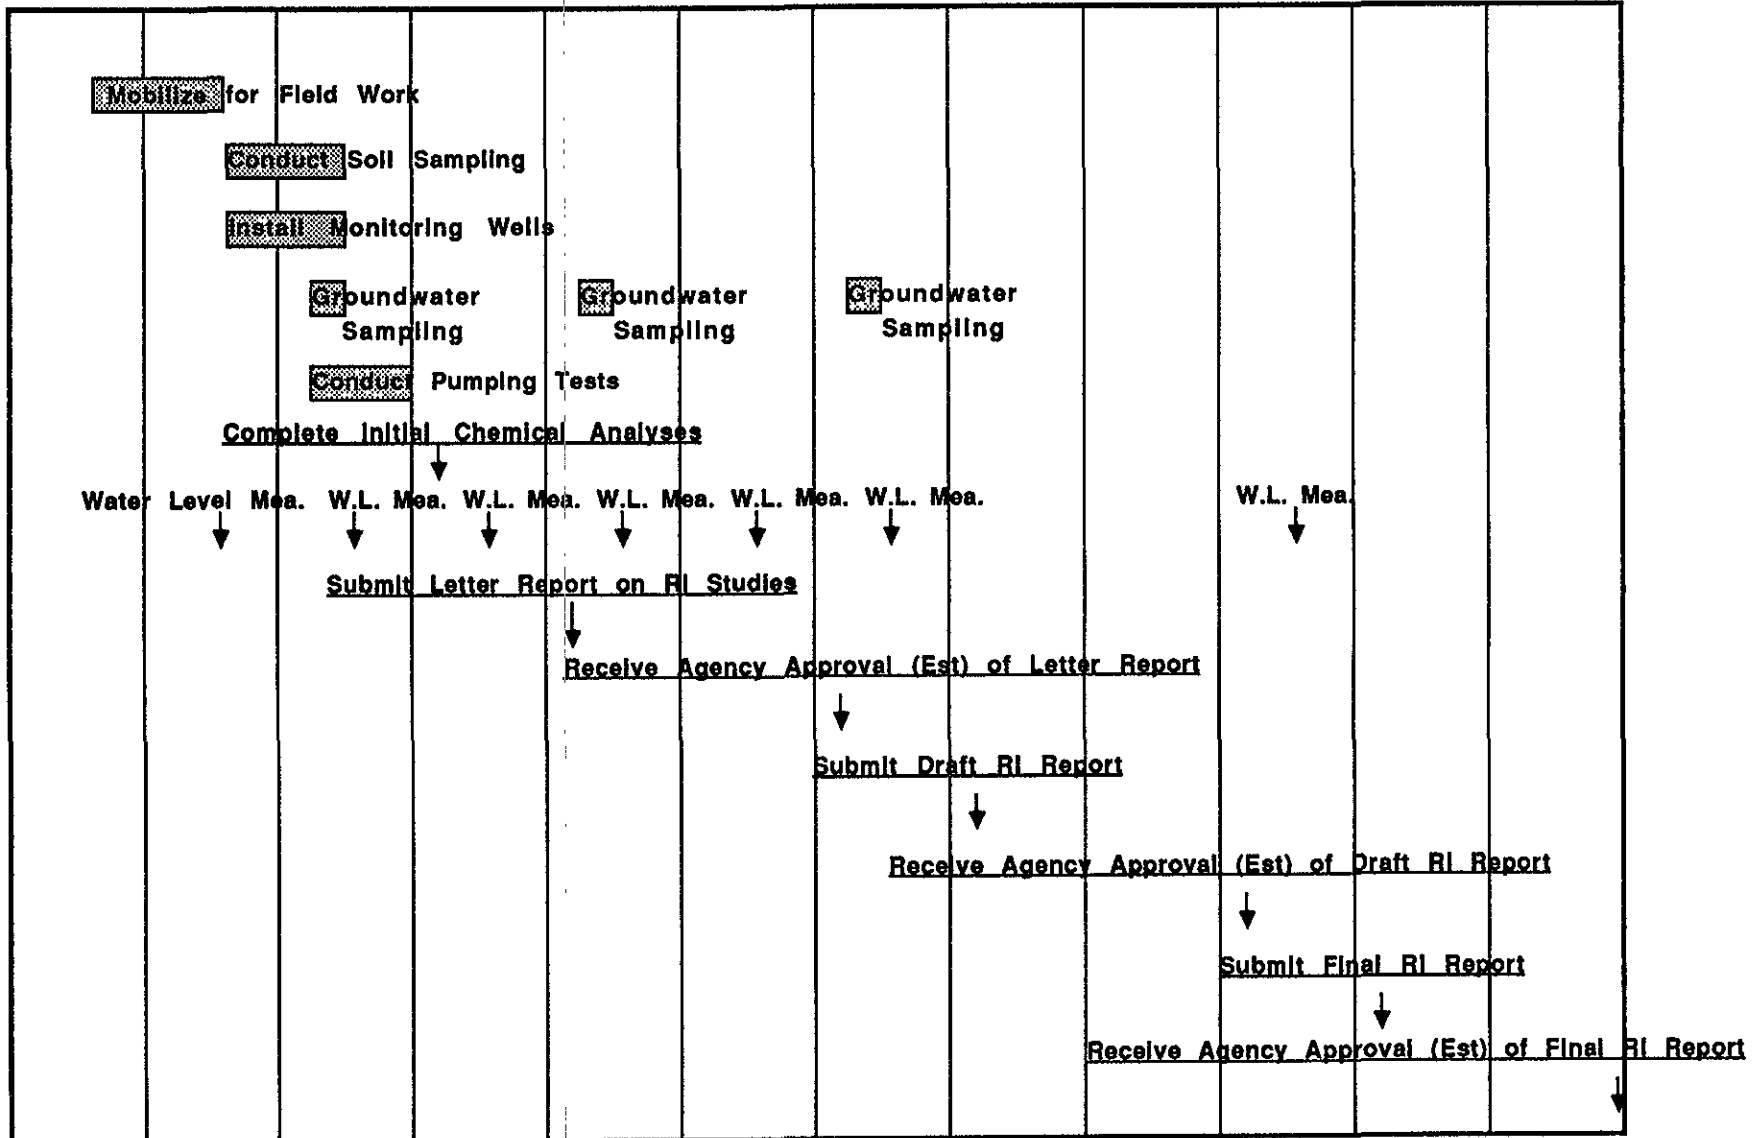 Mobilize for Field Work
Conduct Soil Sampling
Install Monitoring Wells
Groundwater Sampling
Groundwater Sampling
Groundwater Sampling
Conduct Pumping Tests
Complete Initial Chemical Analyses
Water Level Mea. W.L. Mea. W.L. Mea. W.L. Mea. W.L. Mea. W.L. Mea. W.L. Mea.
Submit Letter Report on RI Studies
Receive Agency Approval (Est) of Letter Report
Submit Draft RI Report
Receive Agency Approval (Est) of Draft RI Report
Submit Final RI Report
Receive Agency Approval (Est) of Final RI Report